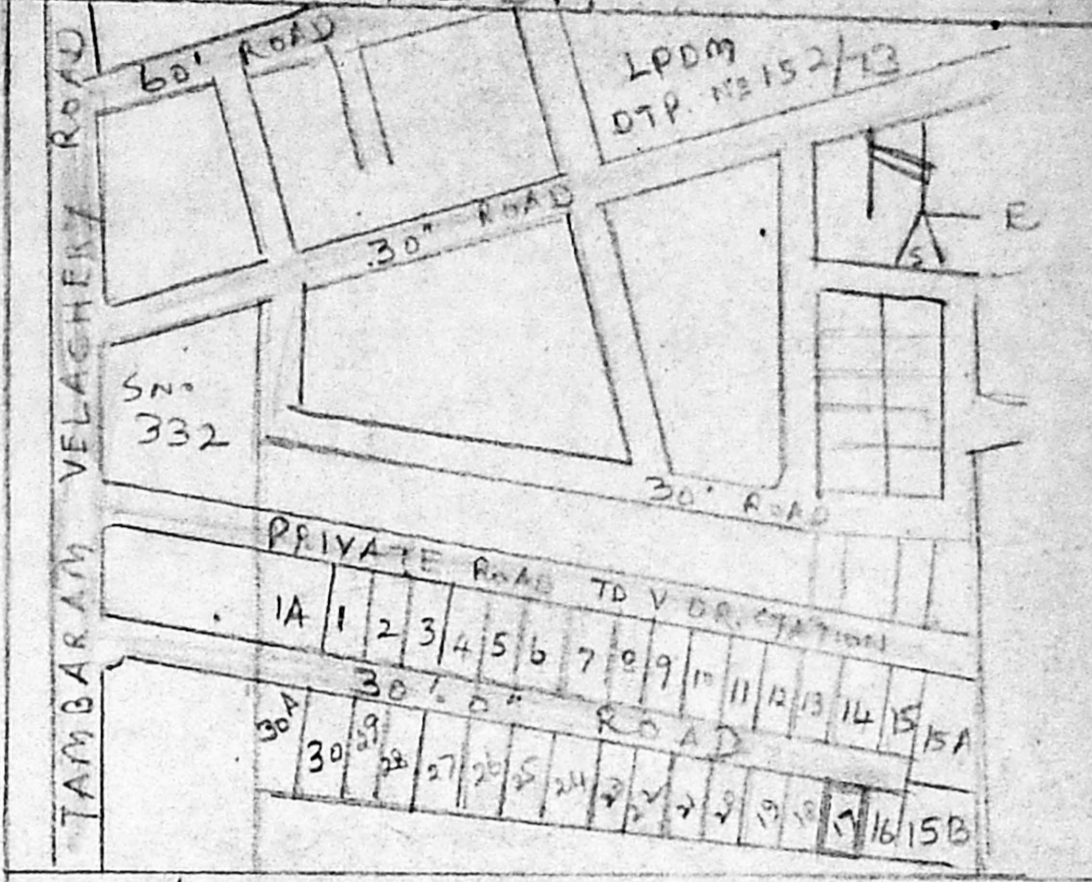 60' ROAD
LPDM
DTP. No 152/73
30" ROAD
E
S
TAMBARAM VELACHERY ROAD
S No
332
30' ROAD
PRIVATE ROAD TO V
1A 1 2 3 4 5 6 7 8 9 10 11 12 13 14 15 15A
30'.0" ROAD
30A 30 29 28 27 26 25 24 23 22 19 18 17 16 15B